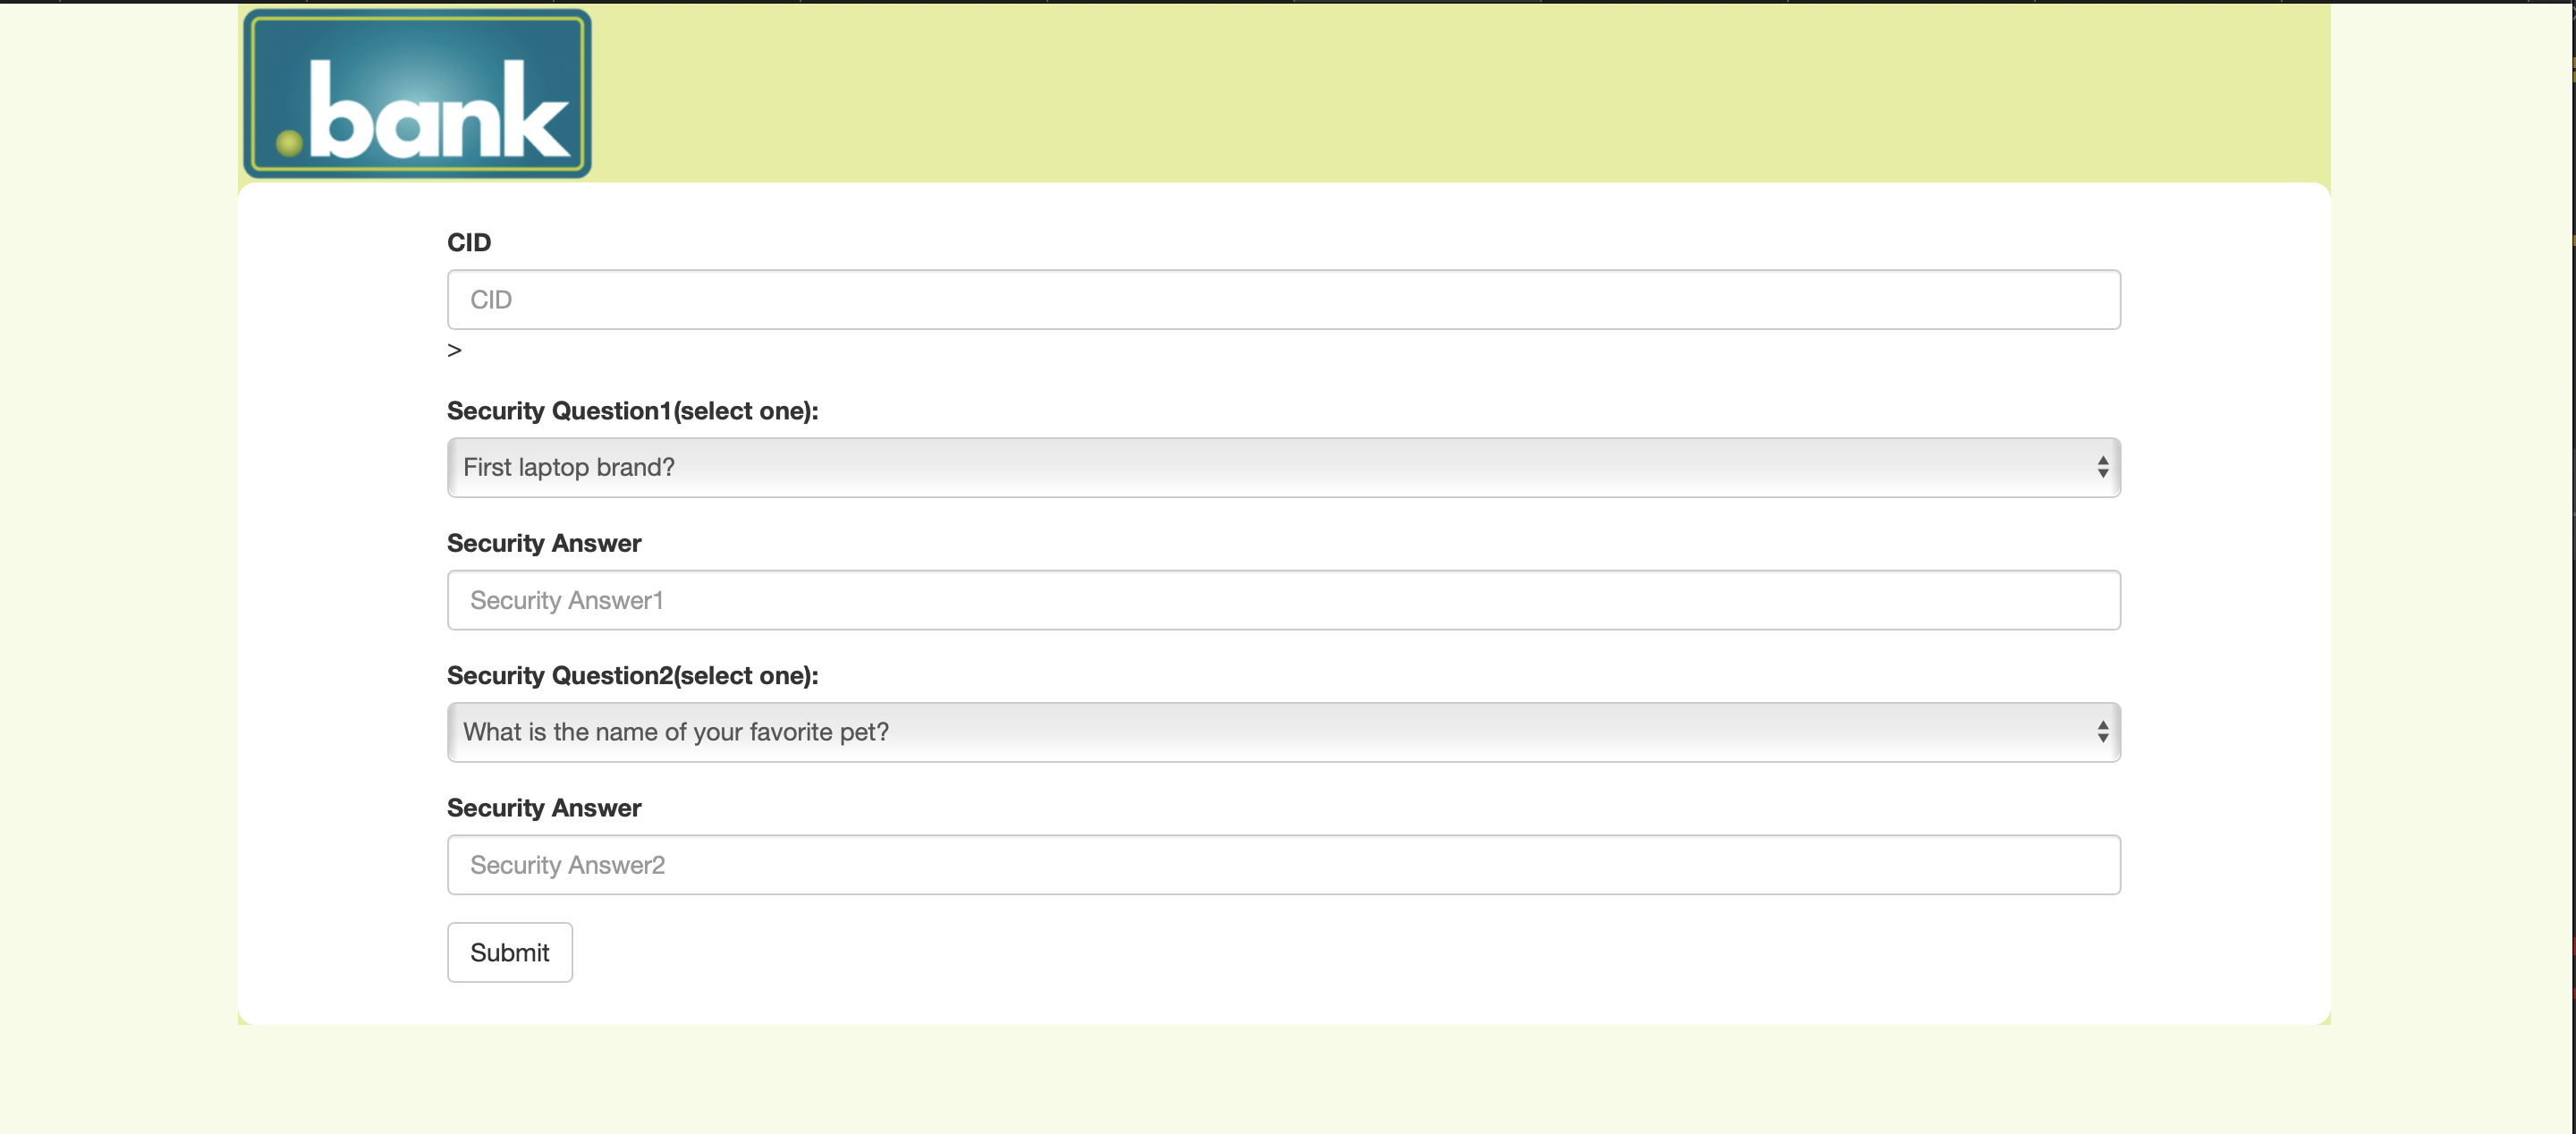 .bank
CID
CID
>
Security Question1(select one):
First laptop brand?
Security Answer
Security Answer1
Security Question2(select one):
What is the name of your favorite pet?
Security Answer
Security Answer2
Submit